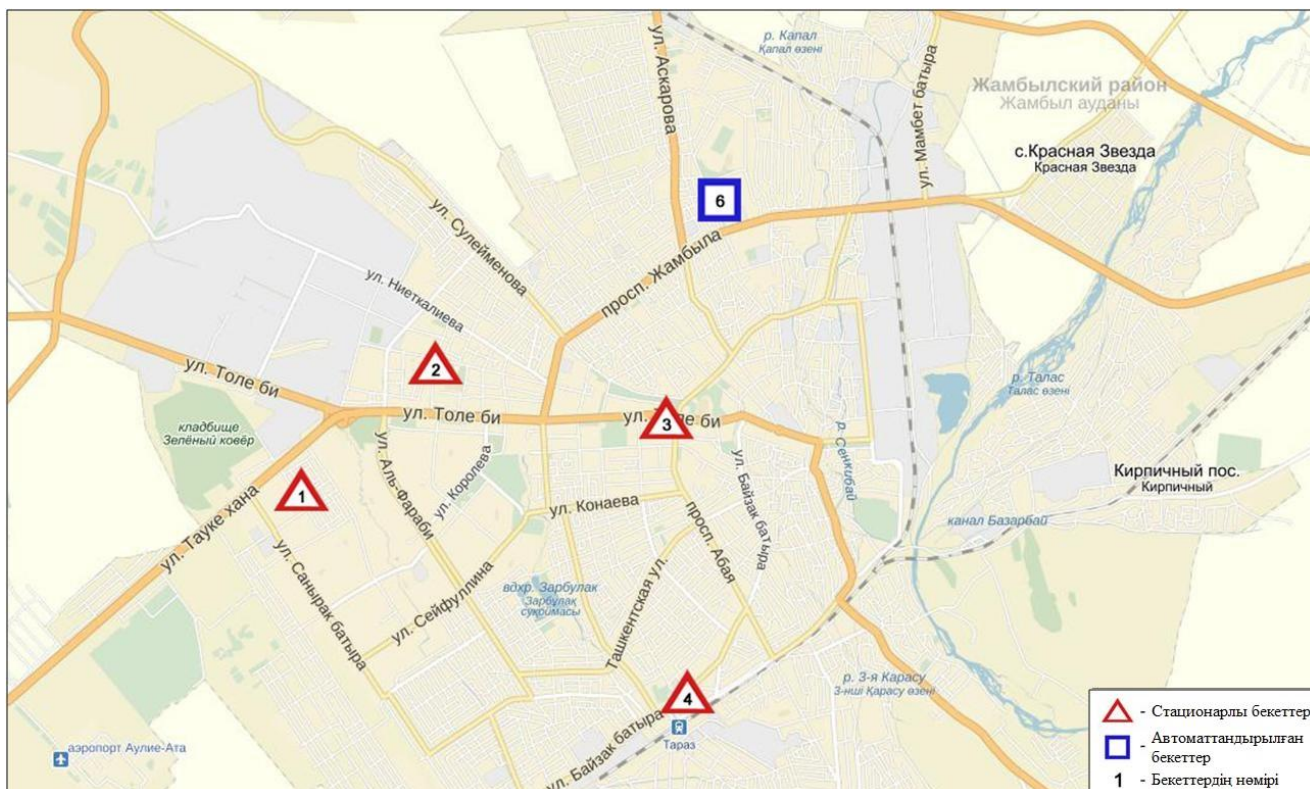 р. Капал
Қапал өзені
ул. Аскарова
ул. Мамбет батыра
Жамбылский район
Жамбыл ауданы
с.Красная Звезда
Красная Звезда
6
ул. Сулейменова
просп. Жамбыла
ул. Ниеткалиева
2
ул. Толе би
ул. Толе би
ул. Толе би
3
р. Талас
Талас өзені
кладбище
Зелёный ковёр
ул. Аль-Фараби
ул. Королева
ул. Байзак батыра
р. Сенкибай
Кирпичный пос.
Кирпичный
1
ул. Тауке хана
ул. Конаева
просп. Абая
канал Базарбай
ул. Санырак батыра
ул. Сейфуллина
вдхр. Зарбулак
Зарбұлақ
суқоймасы
Ташкентская ул.
р. 3-я Карасу
3-нші Қарасу өзені
4
Тараз
ул. Байзак батыра
аэропорт Аулие-Ата
- Стационарлы бекеттер
- Автоматтандырылған
бекеттер
1 - Бекеттердің нөмірі